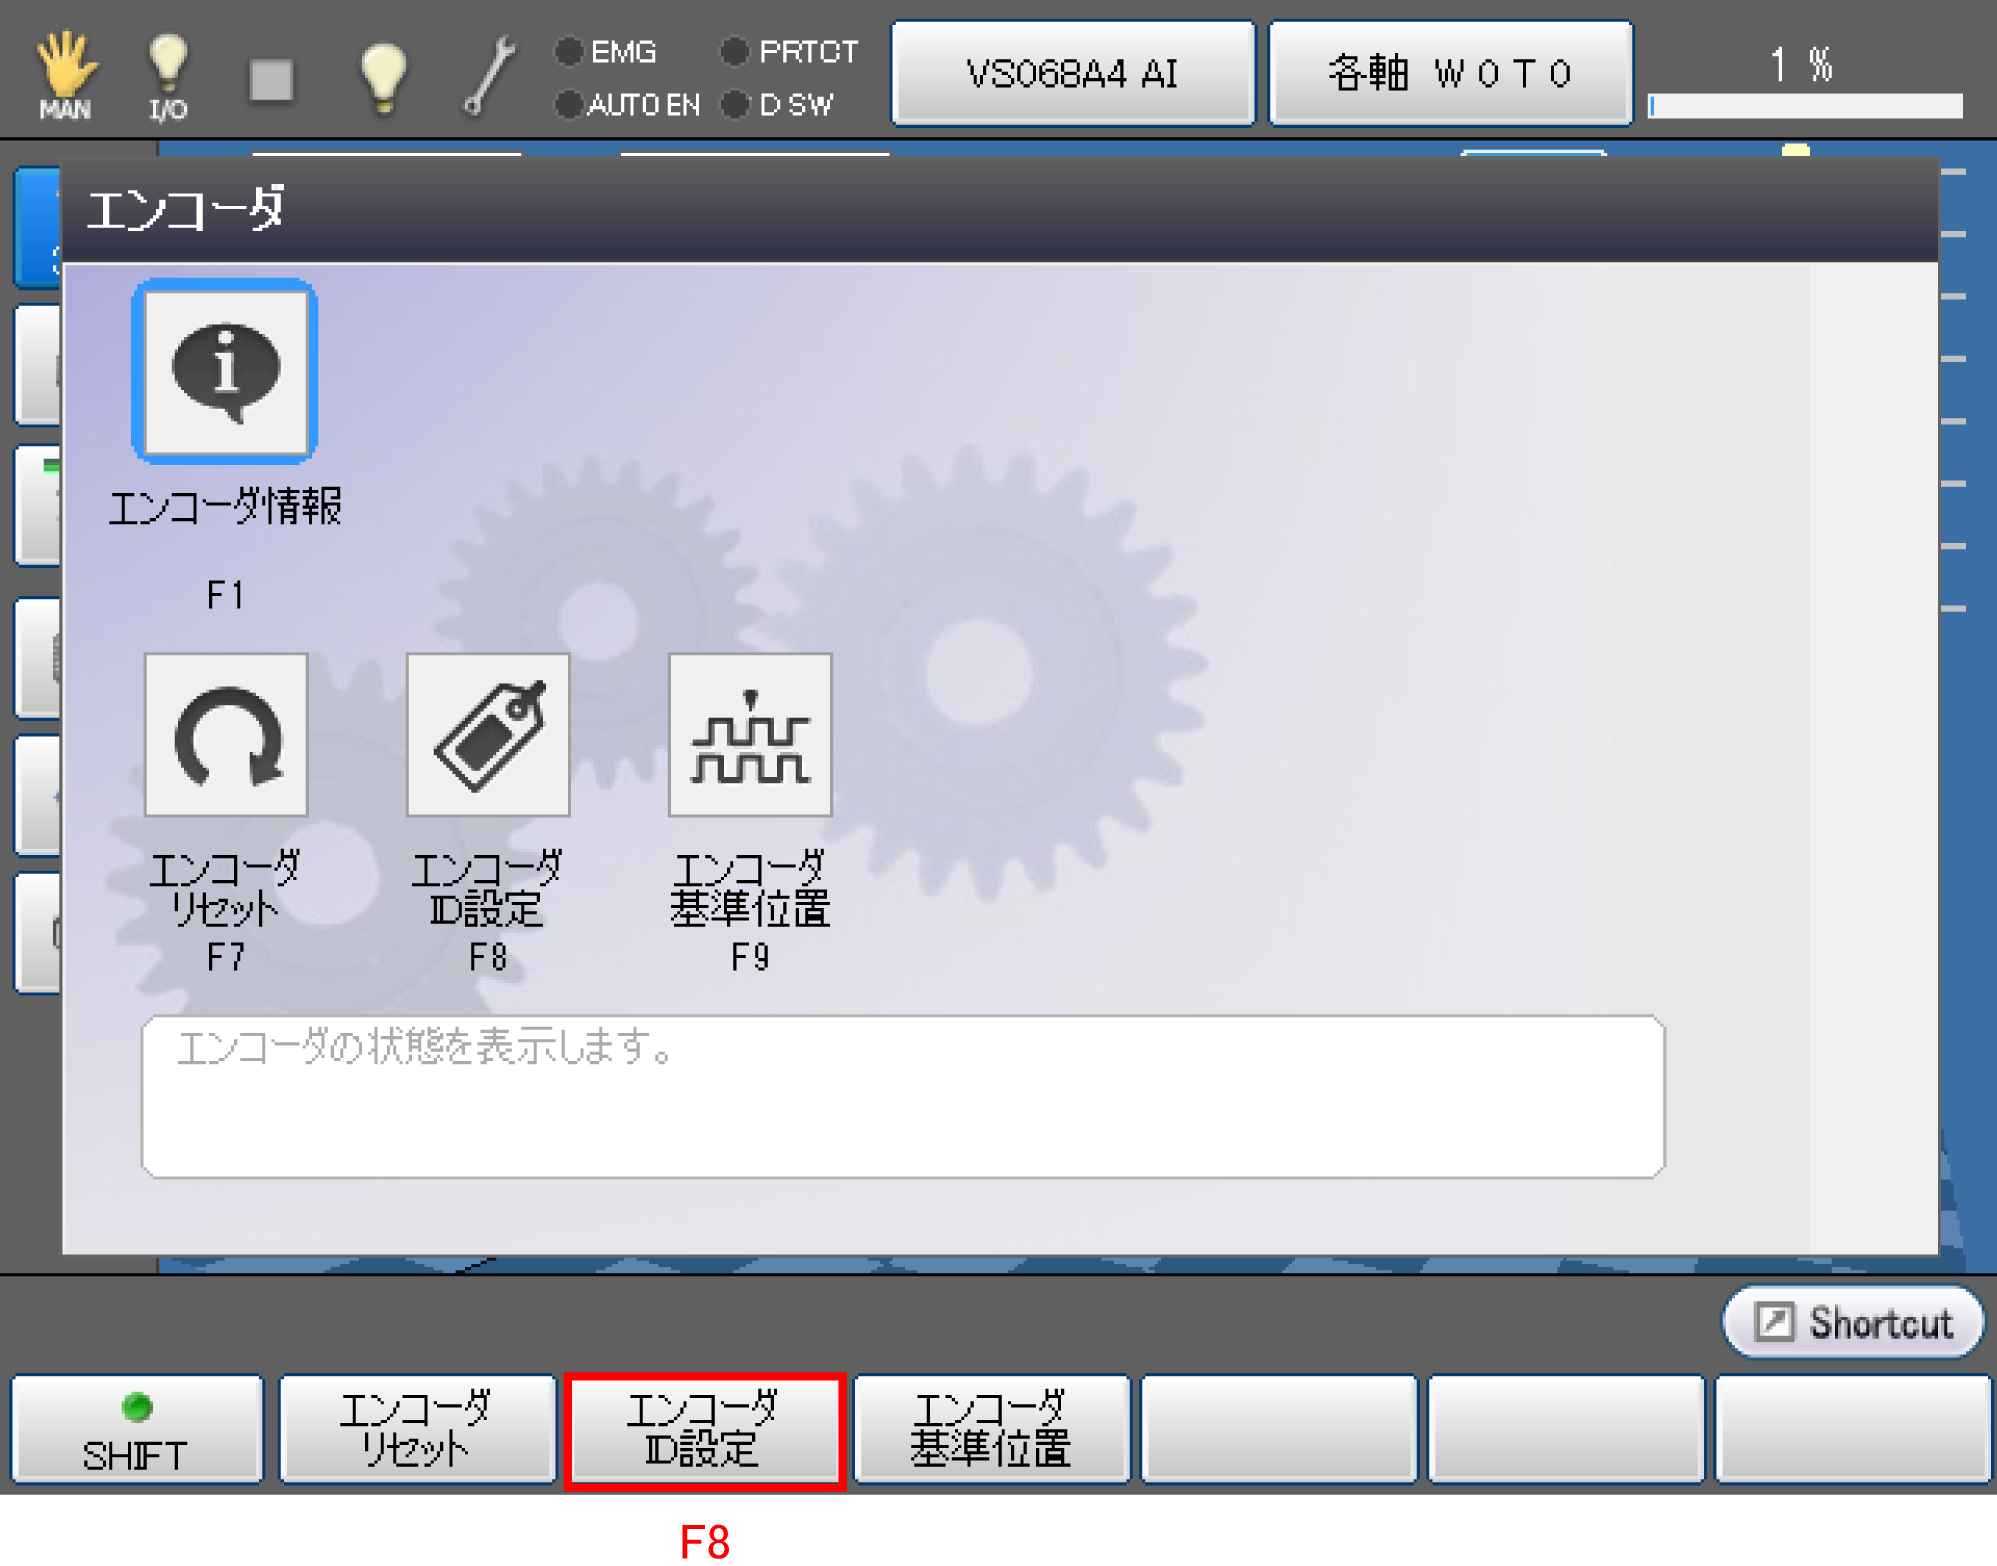 MAN
I/O
EMG
PRTCT
AUTO EN
D SW
VS068A4 AI
各軸 W 0 T 0
1 %
エンコーダ
エンコーダ情報
F1
エンコーダ
リセット
F7
エンコーダ
ID設定
F8
エンコーダ
基準位置
F9
エンコーダの状態を表示します。
Shortcut
SHIFT
エンコーダ
リセット
エンコーダ
ID設定
エンコーダ
基準位置
F8